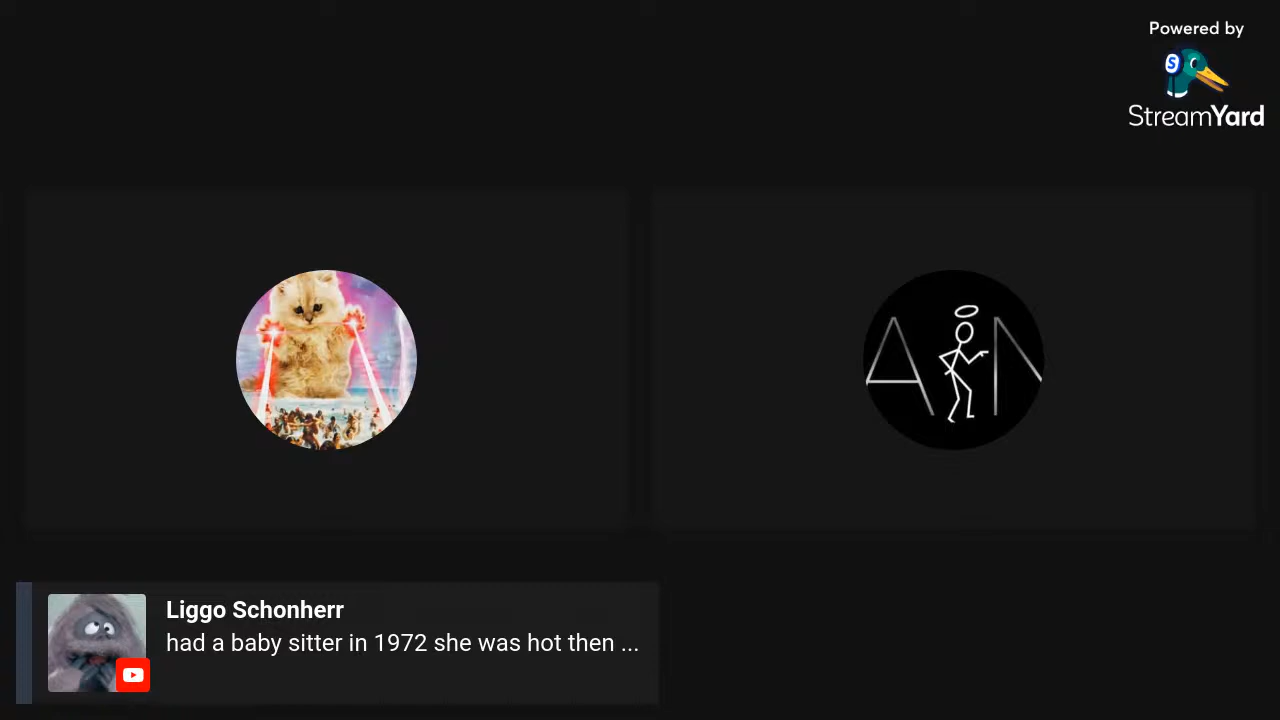 Powered by
S
StreamYard
A N
Liggo Schonherr
had a baby sitter in 1972 she was hot then ...